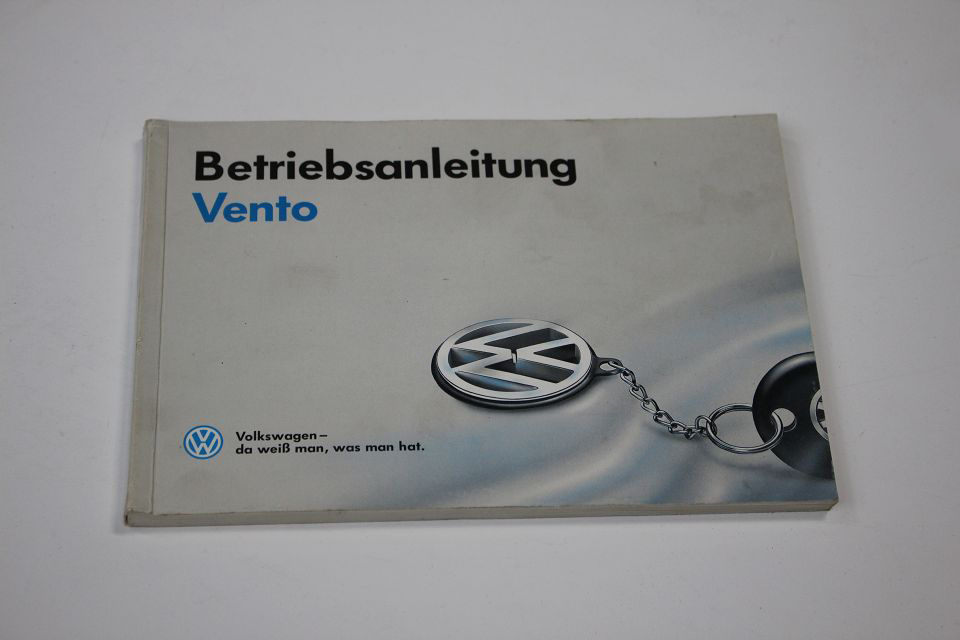 Betriebsanleitung
Vento
Volkswagen –
da weiß man, was man hat.